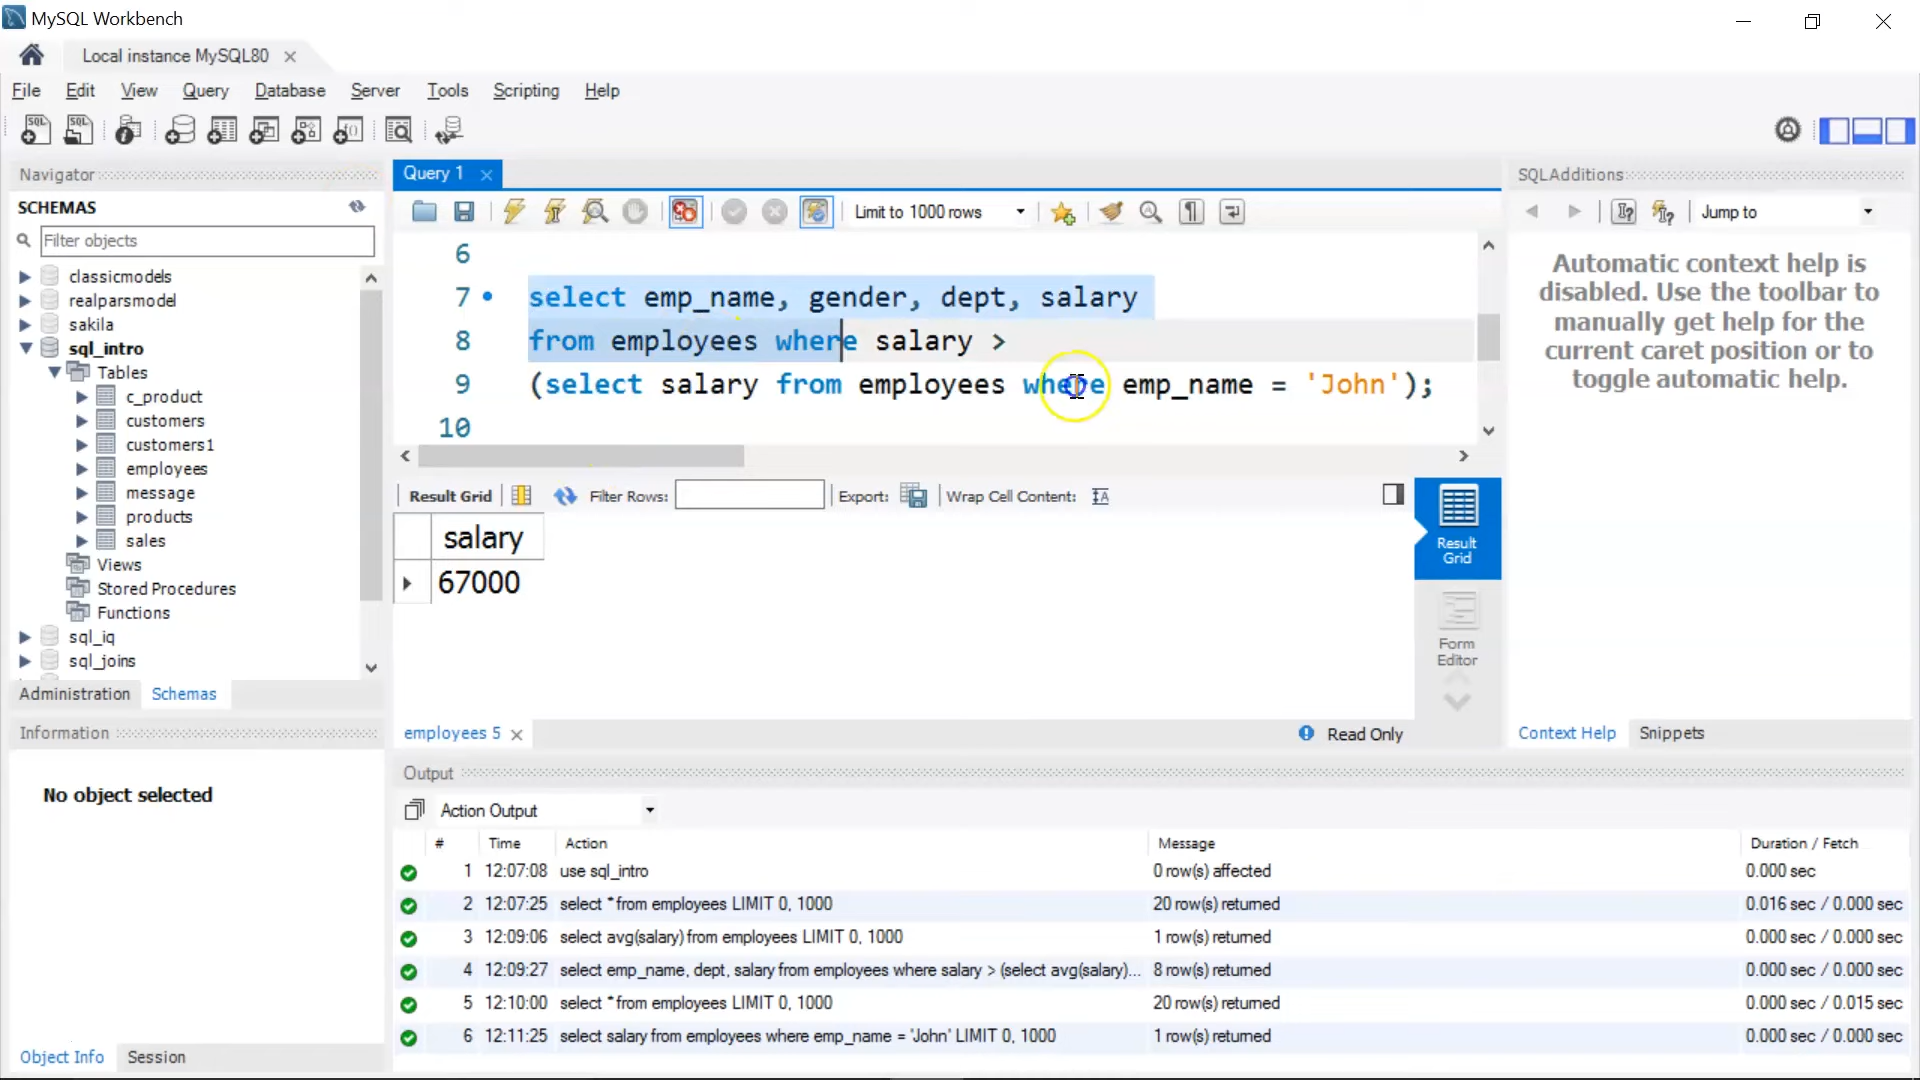 MySQL Workbench
Local instance MySQL80
File Edit View Query Database Server Tools Scripting Help
Navigator
SCHEMAS
Filter objects
classicmodels
realparsmodel
sakila
sql_intro
Tables
c_product
customers
customers1
employees
message
products
sales
Views
Stored Procedures
Functions
sql_iq
sql_joins
Administration Schemas
Information
No object selected
Object Info Session
Query 1
Limit to 1000 rows
6
7 select emp_name, gender, dept, salary
8 from employees where salary >
9 (select salary from employees where emp_name = 'John');
10
Result Grid Filter Rows: Export: Wrap Cell Content:
salary
67000
Result
Grid
Form
Editor
employees 5 Read Only
SQLAdditions
Jump to
Automatic context help is
disabled. Use the toolbar to
manually get help for the
current caret position or to
toggle automatic help.
Context Help Snippets
Output
Action Output
# Time Action Message Duration / Fetch
1 12:07:08 use sql_intro 0 row(s) affected 0.000 sec
2 12:07:25 select * from employees LIMIT 0, 1000 20 row(s) returned 0.016 sec / 0.000 sec
3 12:09:06 select avg(salary) from employees LIMIT 0, 1000 1 row(s) returned 0.000 sec / 0.000 sec
4 12:09:27 select emp_name, dept, salary from employees where salary > (select avg(salary)... 8 row(s) returned 0.000 sec / 0.000 sec
5 12:10:00 select * from employees LIMIT 0, 1000 20 row(s) returned 0.000 sec / 0.015 sec
6 12:11:25 select salary from employees where emp_name = 'John' LIMIT 0, 1000 1 row(s) returned 0.000 sec / 0.000 sec